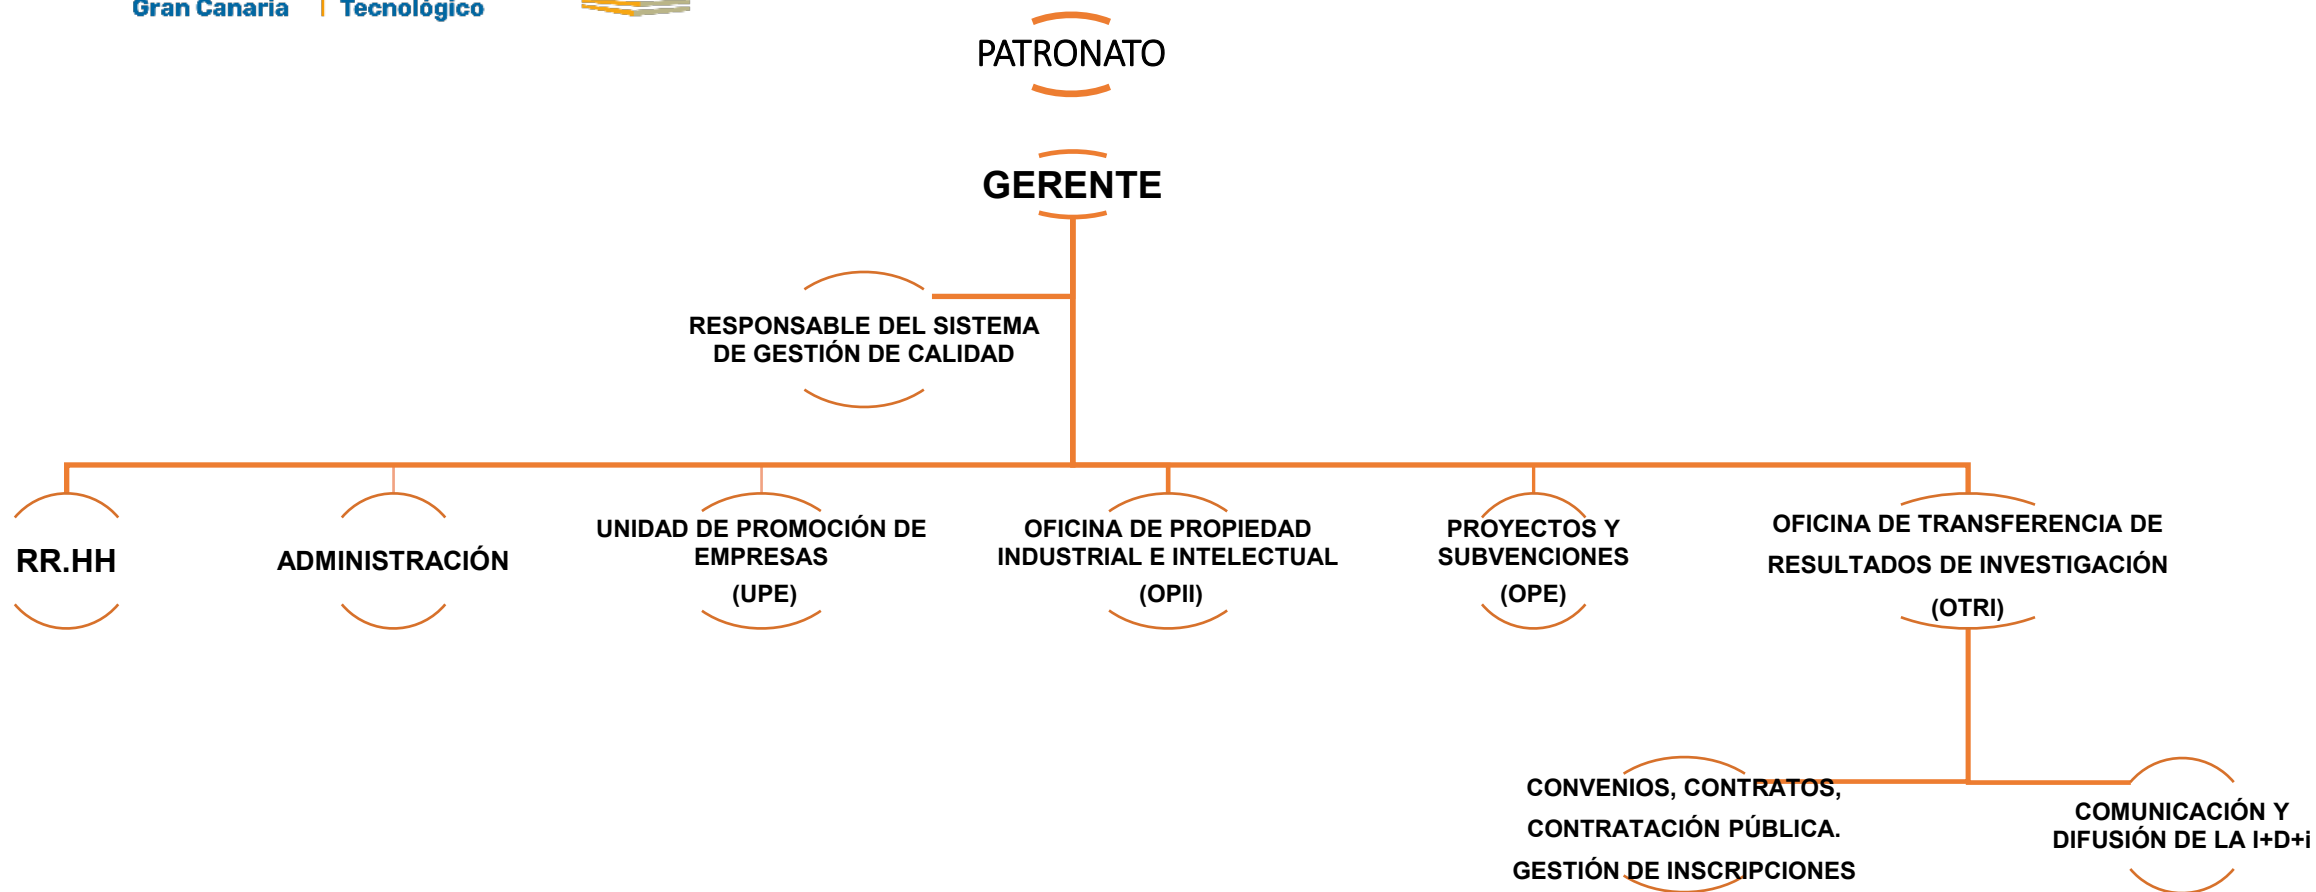 Gran Canaria | Tecnológico
PATRONATO
GERENTE
RESPONSABLE DEL SISTEMA
DE GESTIÓN DE CALIDAD
RR.HH
ADMINISTRACIÓN
UNIDAD DE PROMOCIÓN DE
EMPRESAS
(UPE)
OFICINA DE PROPIEDAD
INDUSTRIAL E INTELECTUAL
(OPII)
PROYECTOS Y
SUBVENCIONES
(OPE)
OFICINA DE TRANSFERENCIA DE
RESULTADOS DE INVESTIGACIÓN
(OTRI)
CONVENIOS, CONTRATOS,
CONTRATACIÓN PÚBLICA.
GESTIÓN DE INSCRIPCIONES
COMUNICACIÓN Y
DIFUSIÓN DE LA I+D+i